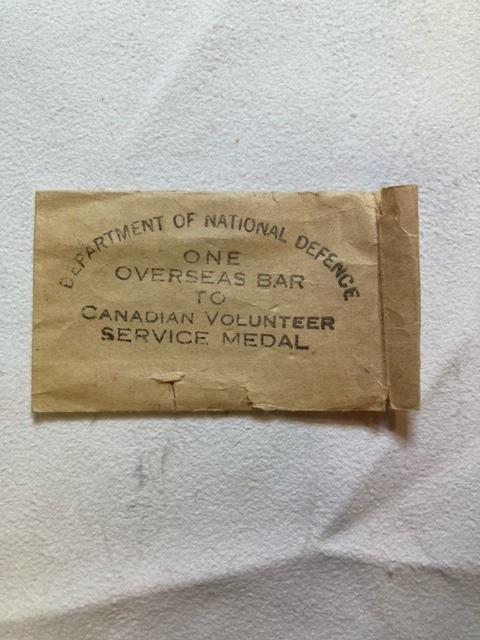 DEPARTMENT OF NATIONAL DEFENCE
ONE
OVERSEAS BAR
TO
CANADIAN VOLUNTEER
SERVICE MEDAL